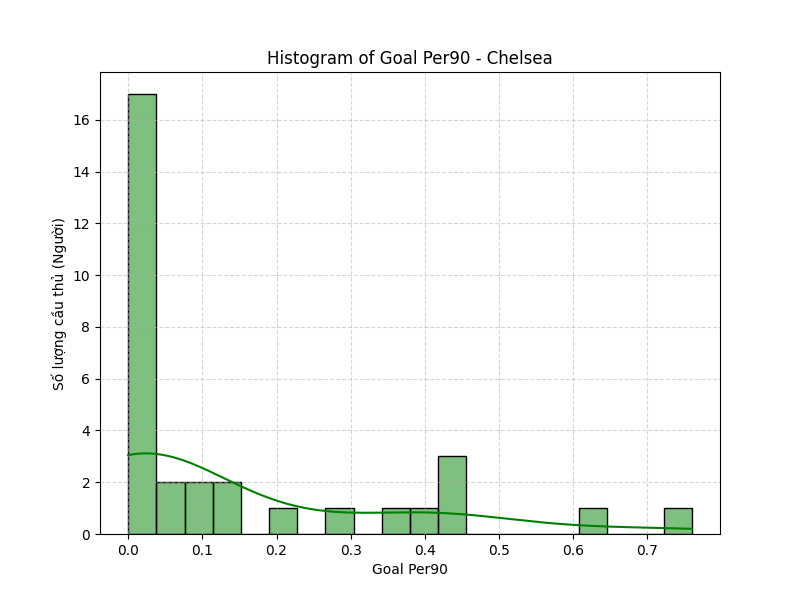 Histogram of Goal Per90 - Chelsea
Số lượng cầu thủ (Người)
16
14
12
10
8
6
4
2
0
0.0 0.1 0.2 0.3 0.4 0.5 0.6 0.7
Goal Per90